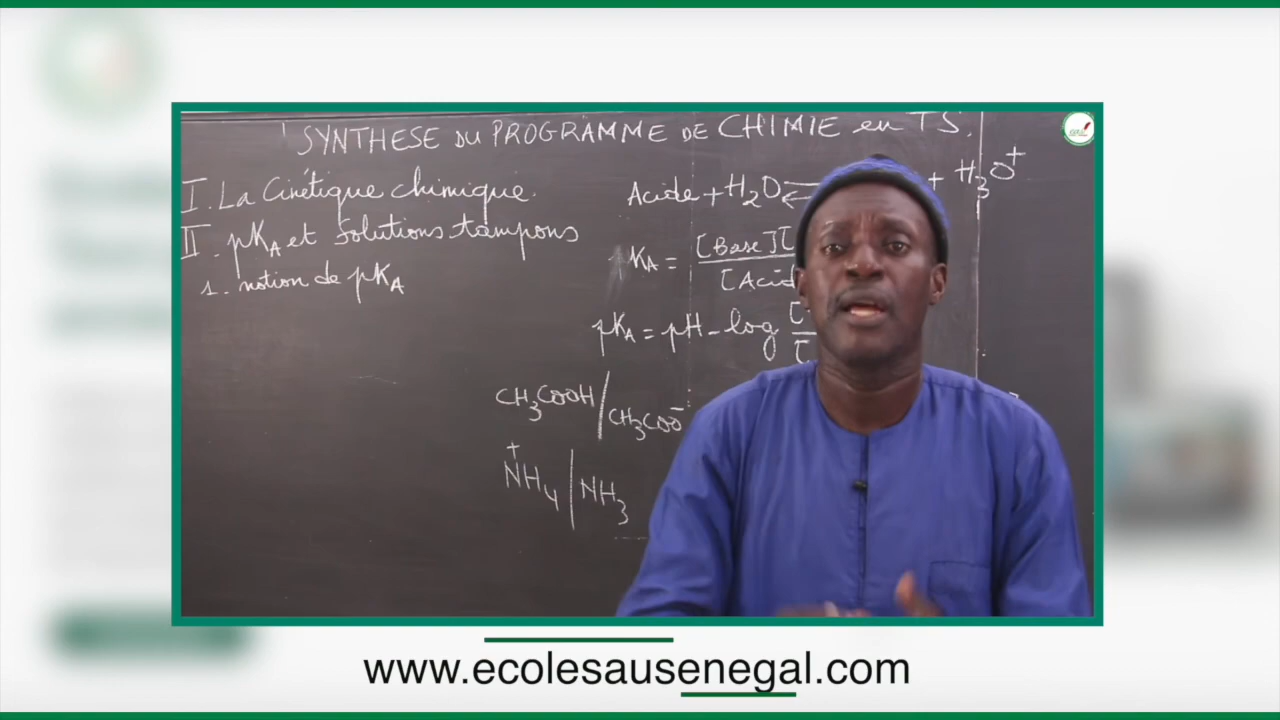 SYNTHESE DU PROGRAMME DE CHIMIE en TS.
I. La Cinétique chimique.
II. pKA et Solutions tampons
1. notion de pKA
Acide + H2O ⇌ + H3O+
KA = [Base][
[Acid
pKA = pH - log [
[
CH3COOH / CH3COO-
NH4+ / NH3
www.ecolesausenegal.com